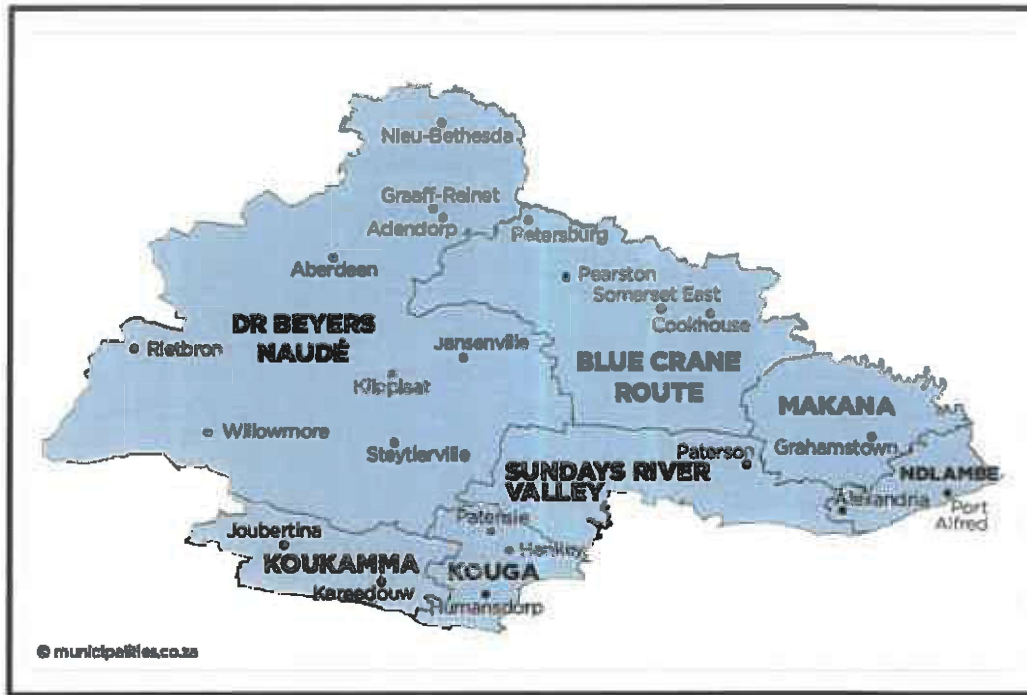 Nieu-Bethesda
Graaff-Reinet
Adendorp
Petersburg
Aberdeen
Pearston
Somerset East
Cookhouse
DR BEYERS
NAUDÉ
Rietbron
Jansenville
BLUE CRANE
ROUTE
Klipplaat
MAKANA
Willowmore
Steytlerville
Grahamstown
Paterson
SUNDAYS RIVER
VALLEY
NDLAMBE
Alexandria
Port
Alfred
Patensie
Joubertina
Hankey
KOUKAMMA
KOUGA
Kareedouw
Humansdorp
© municipalities.co.za